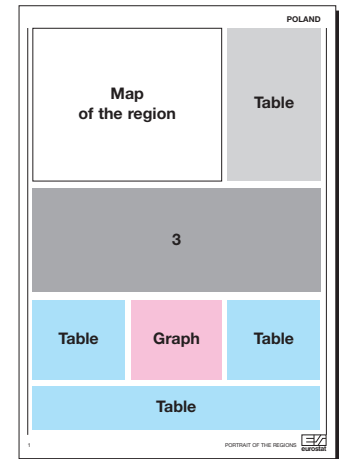 POLAND
Map
of the region
Table
3
Table
Graph
Table
Table
1
PORTRAIT OF THE REGIONS
eurostat